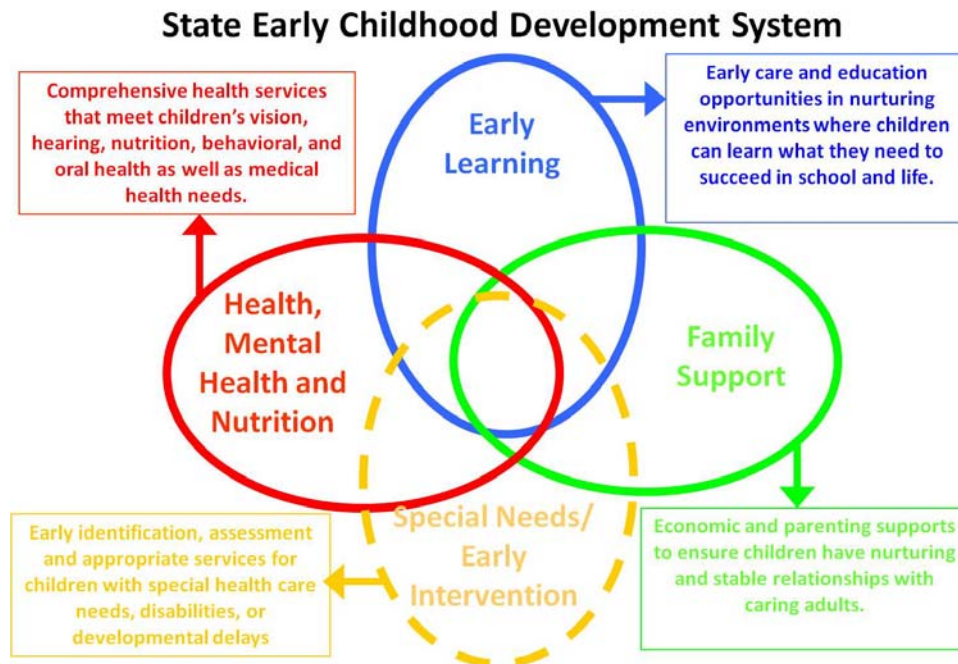 State Early Childhood Development System
Comprehensive health services
that meet children's vision,
hearing, nutrition, behavioral, and
oral health as well as medical
health needs.
Early
Learning
Early care and education
opportunities in nurturing
environments where children
can learn what they need to
succeed in school and life.
Health,
Mental
Health and
Nutrition
Family
Support
Special Needs/
Early
Intervention
Early identification, assessment
and appropriate services for
children with special health care
needs, disabilities, or
developmental delays
Economic and parenting supports
to ensure children have nurturing
and stable relationships with
caring adults.